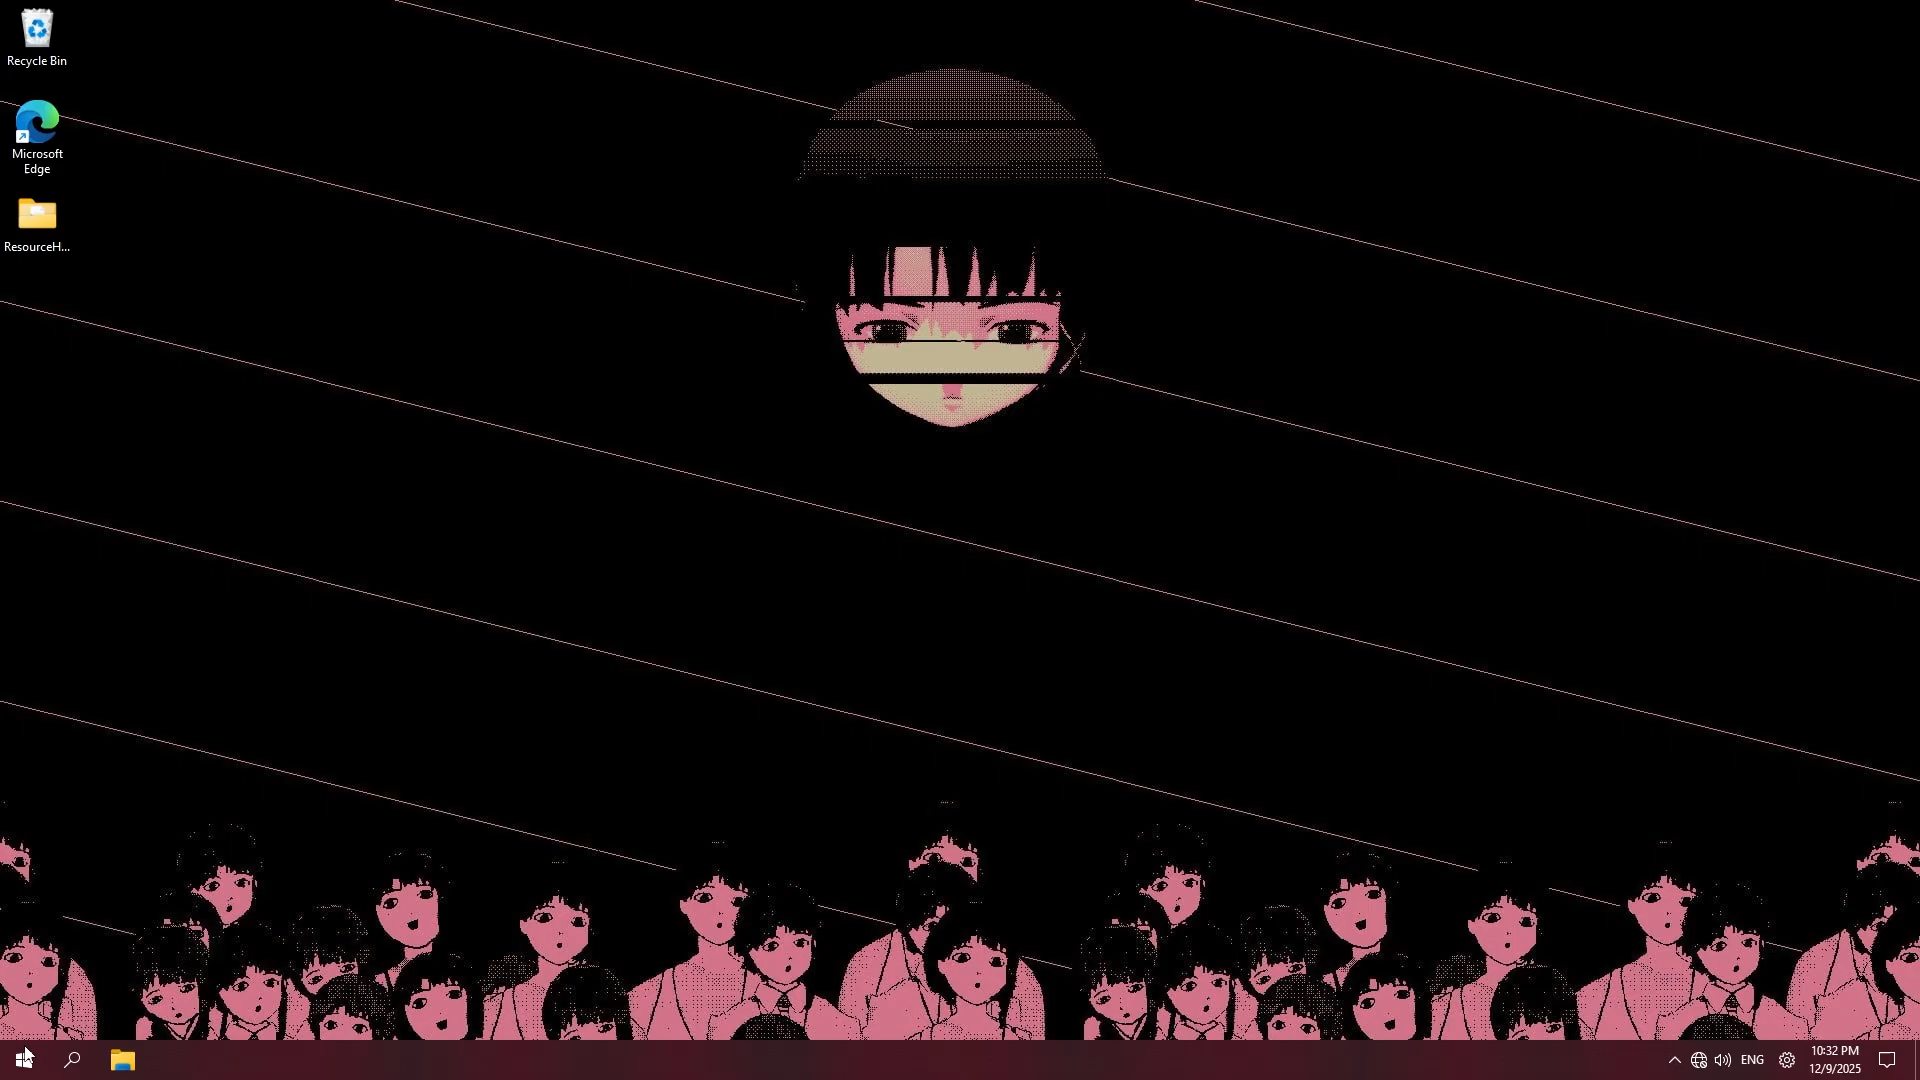 Recycle Bin
Microsoft
Edge
ResourceH...
ENG
10:32 PM
12/9/2025